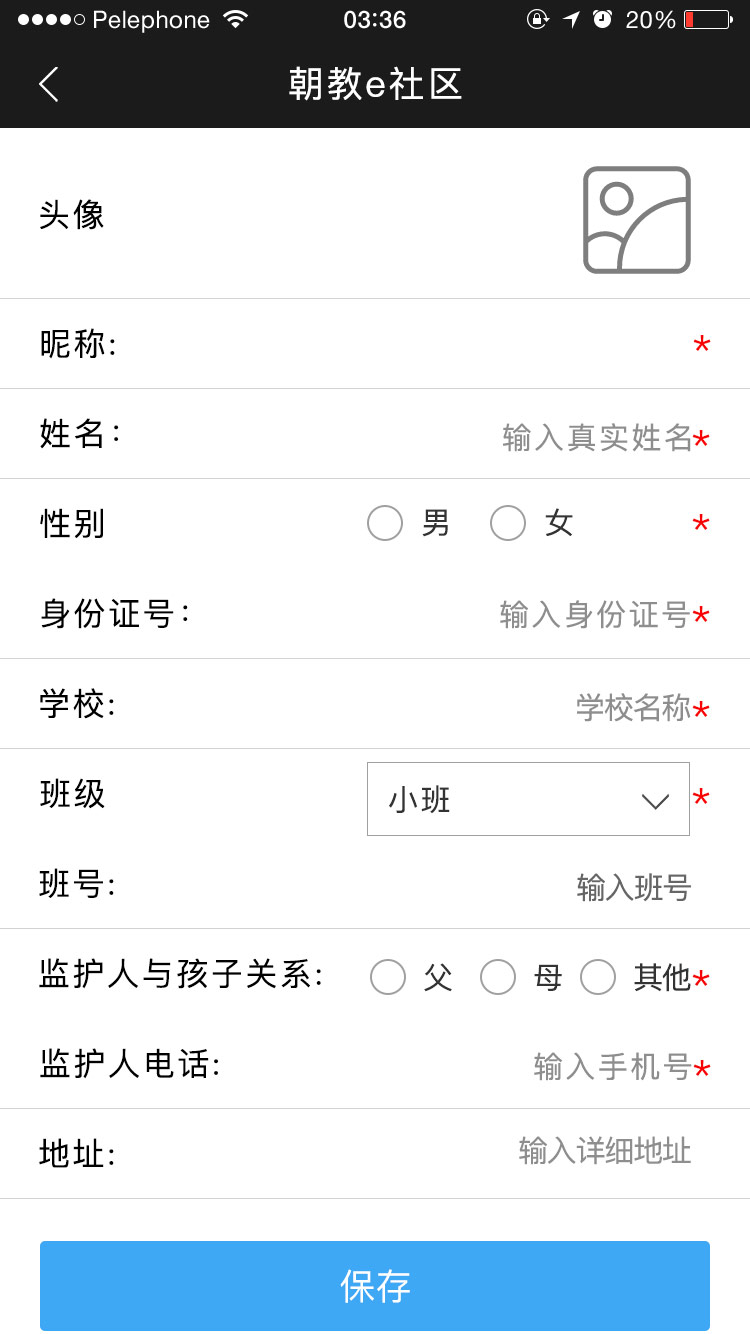 Pelephone 03:36 20%
朝教e社区
头像
昵称: *
姓名: 输入真实姓名*
性别 男 女 *
身份证号: 输入身份证号*
学校: 学校名称*
班级 小班 *
班号: 输入班号
监护人与孩子关系: 父 母 其他*
监护人电话: 输入手机号*
地址: 输入详细地址
保存